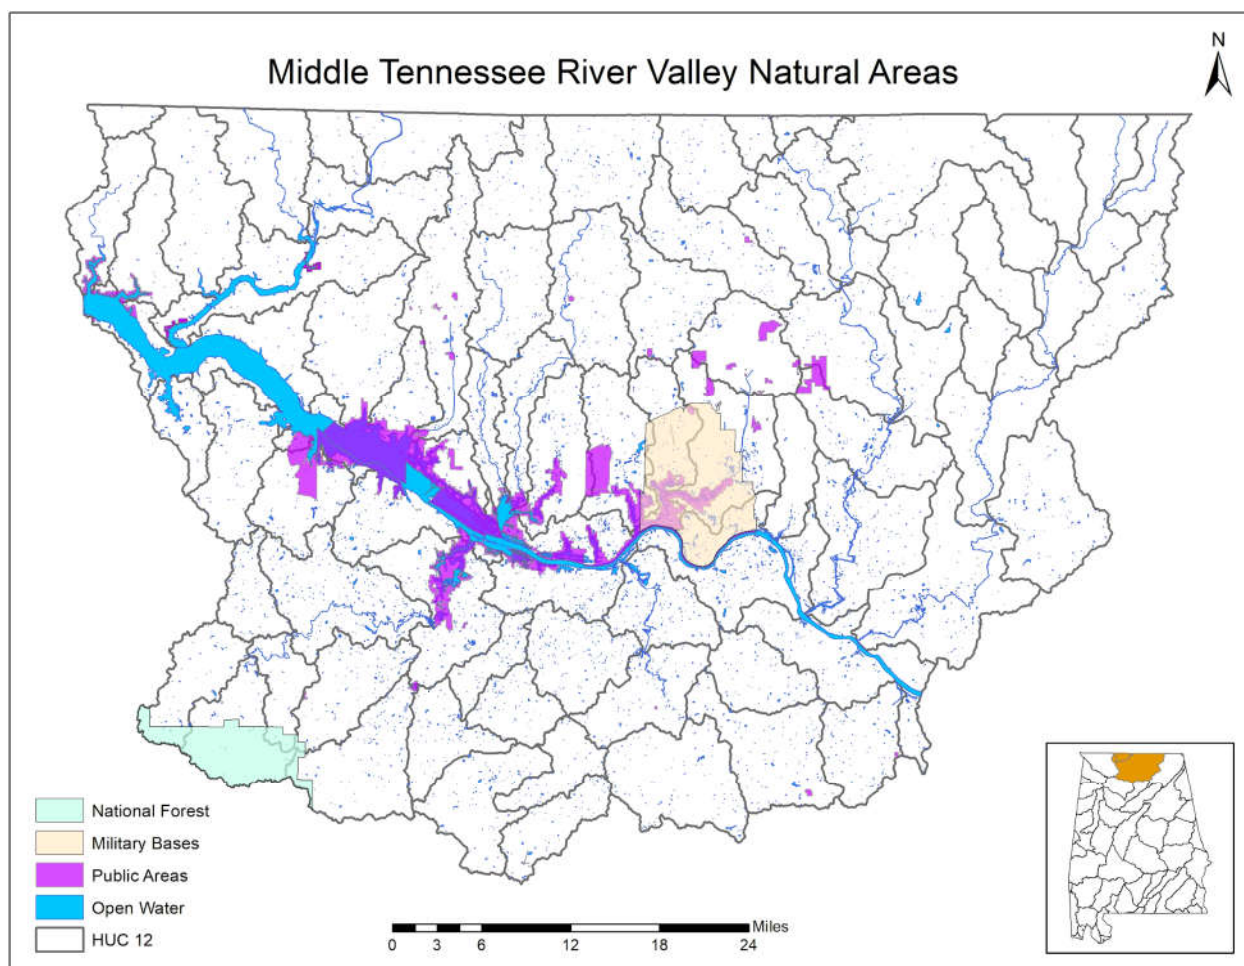 Middle Tennessee River Valley Natural Areas
N
National Forest
Military Bases
Public Areas
Open Water
HUC 12
Miles
0 3 6 12 18 24